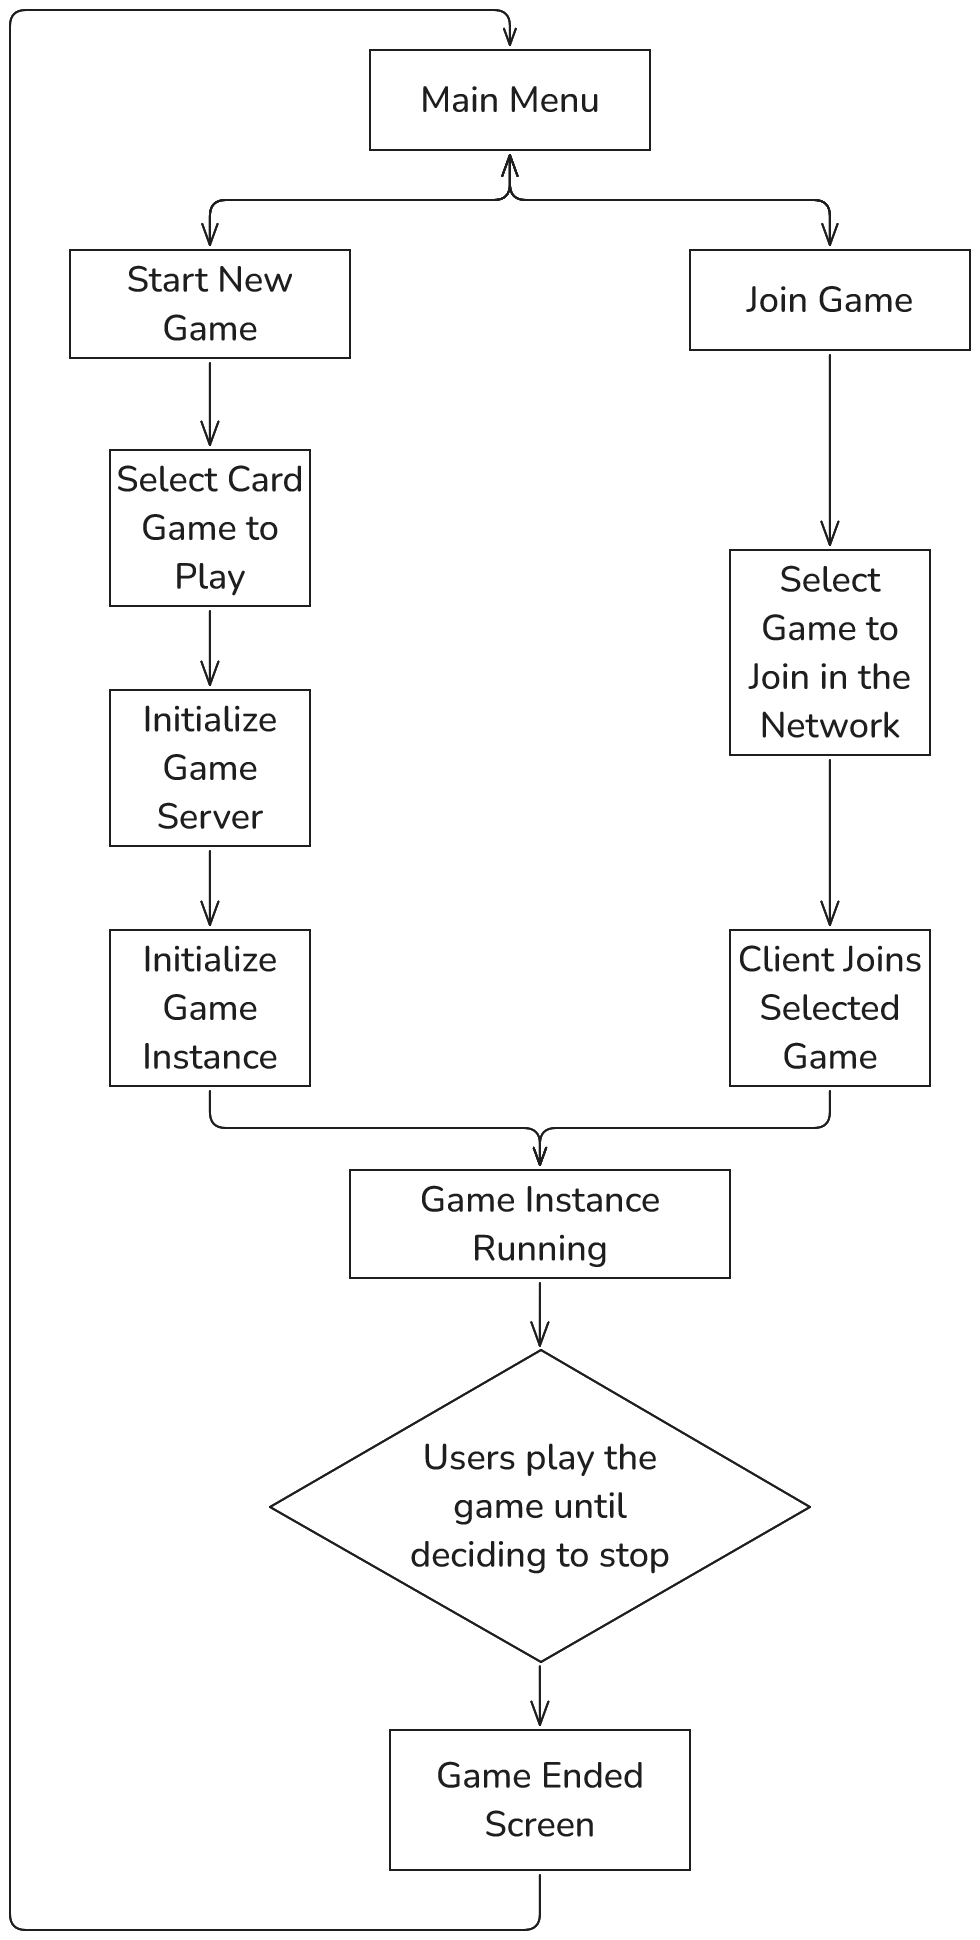 Main Menu
Start New
Game
Join Game
Select Card
Game to
Play
Select
Game to
Join in the
Network
Initialize
Game
Server
Initialize
Game
Instance
Client Joins
Selected
Game
Game Instance
Running
Users play the
game until
deciding to stop
Game Ended
Screen